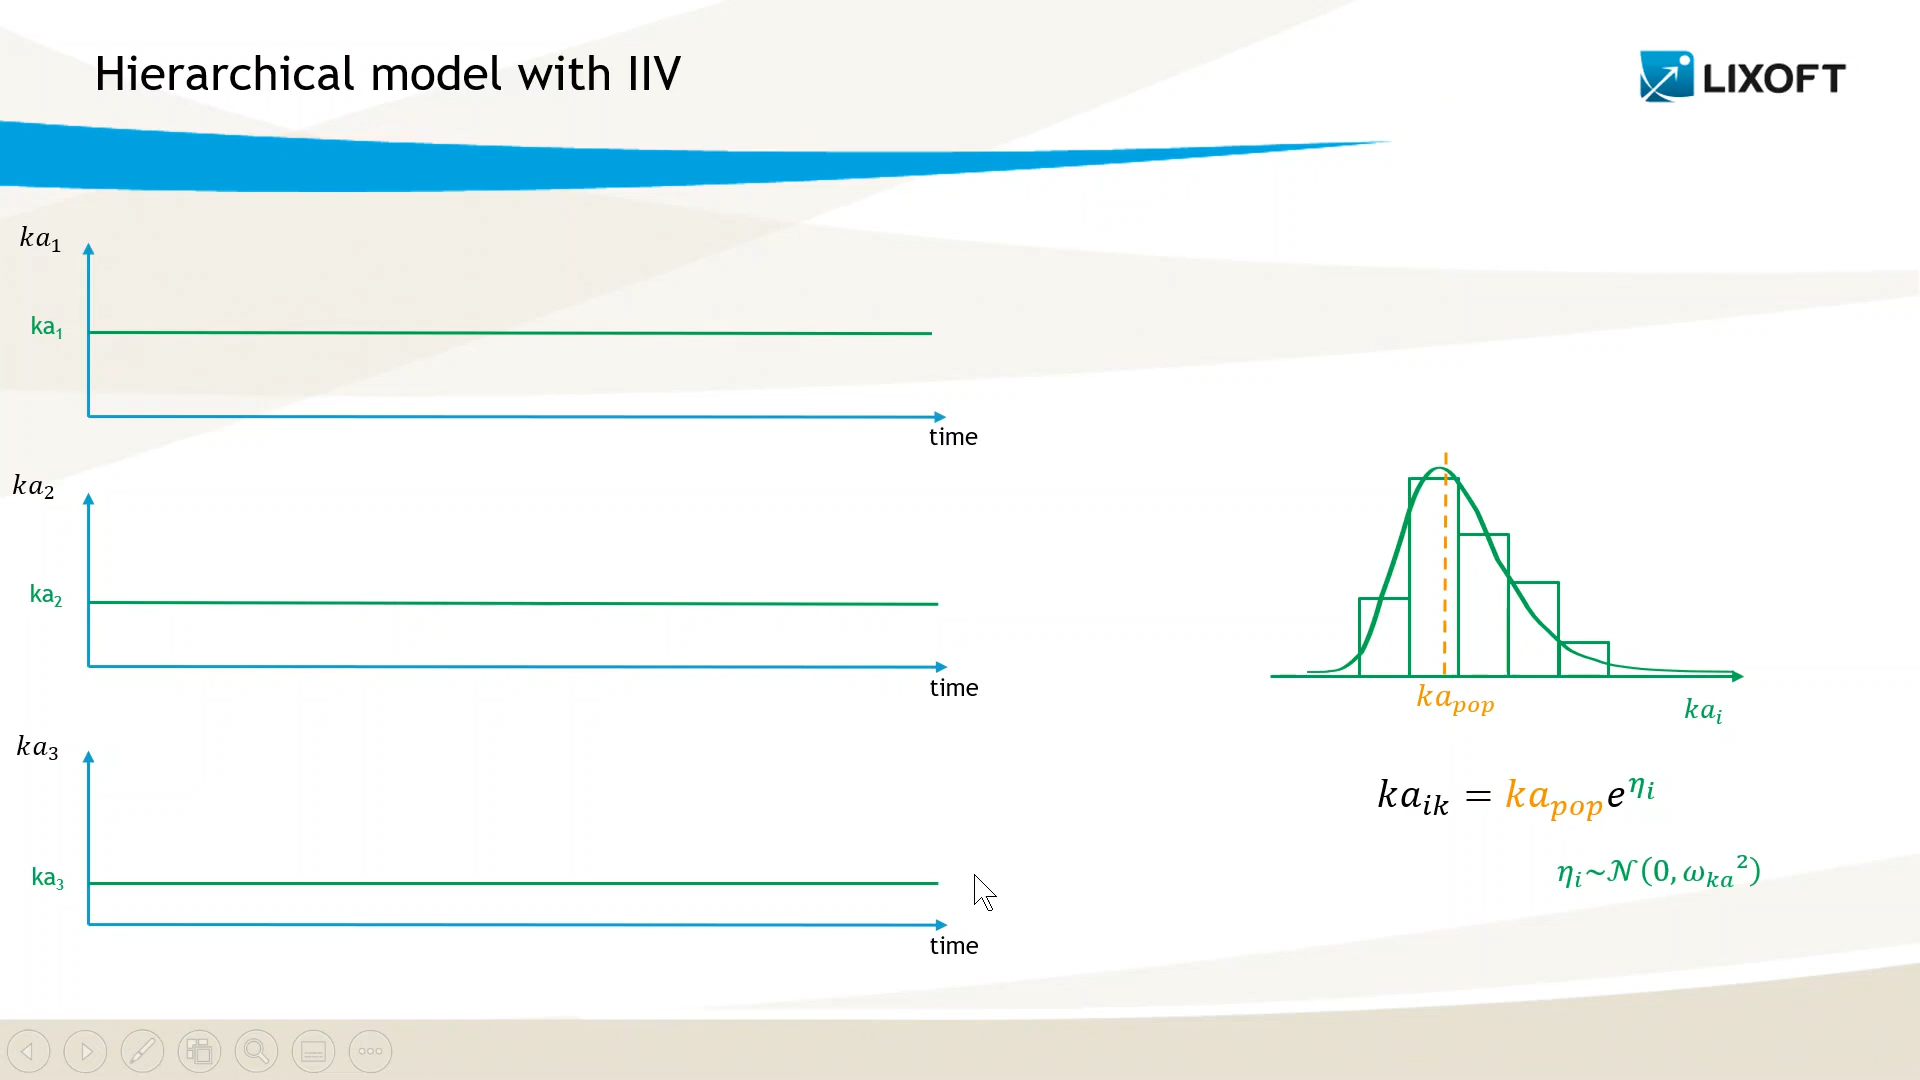 Hierarchical model with IIV
LIXOFT
ka₁
ka₁
time
ka₂
ka₂
time
ka₃
ka₃
time
ka_pop
ka_i
ka_ik = ka_pop e^η_i
η_i~𝒩(0, ω_ka²)